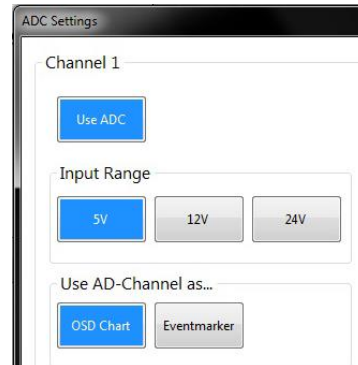 ADC Settings
Channel 1
Use ADC
Input Range
5V 12V 24V
Use AD-Channel as...
OSD Chart Eventmarker